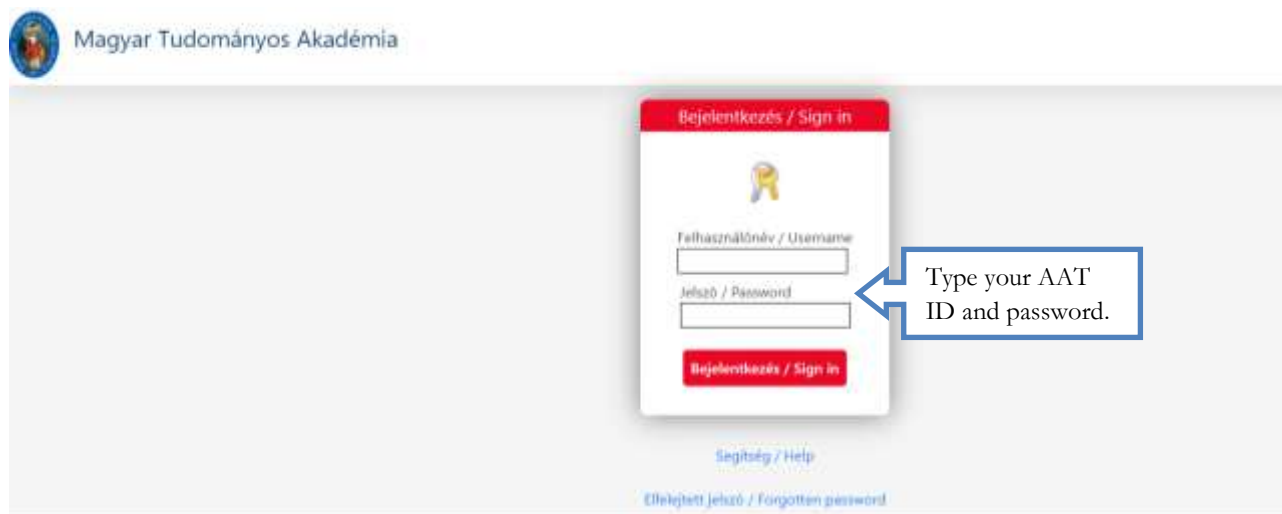 Magyar Tudományos Akadémia
Bejelentkezés / Sign in
Felhasználónév / Username
Jelszó / Password
Type your AAT
ID and password.
Bejelentkezés / Sign in
Segítség / Help
Elfelejtett jelszó / Forgotten password